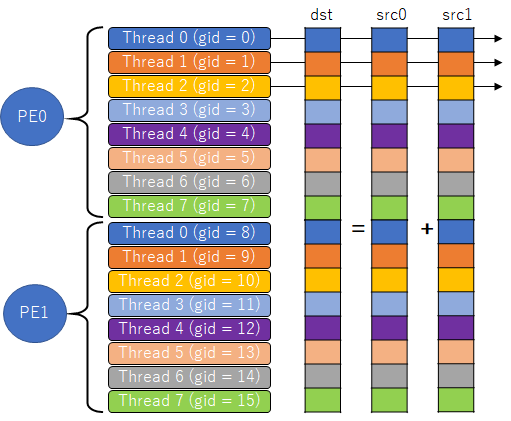 dst src0 src1
Thread 0 (gid = 0)
Thread 1 (gid = 1)
Thread 2 (gid = 2)
Thread 3 (gid = 3)
PE0
Thread 4 (gid = 4)
Thread 5 (gid = 5)
Thread 6 (gid = 6)
Thread 7 (gid = 7)
Thread 0 (gid = 8) = +
Thread 1 (gid = 9)
Thread 2 (gid = 10)
Thread 3 (gid = 11)
PE1
Thread 4 (gid = 12)
Thread 5 (gid = 13)
Thread 6 (gid = 14)
Thread 7 (gid = 15)